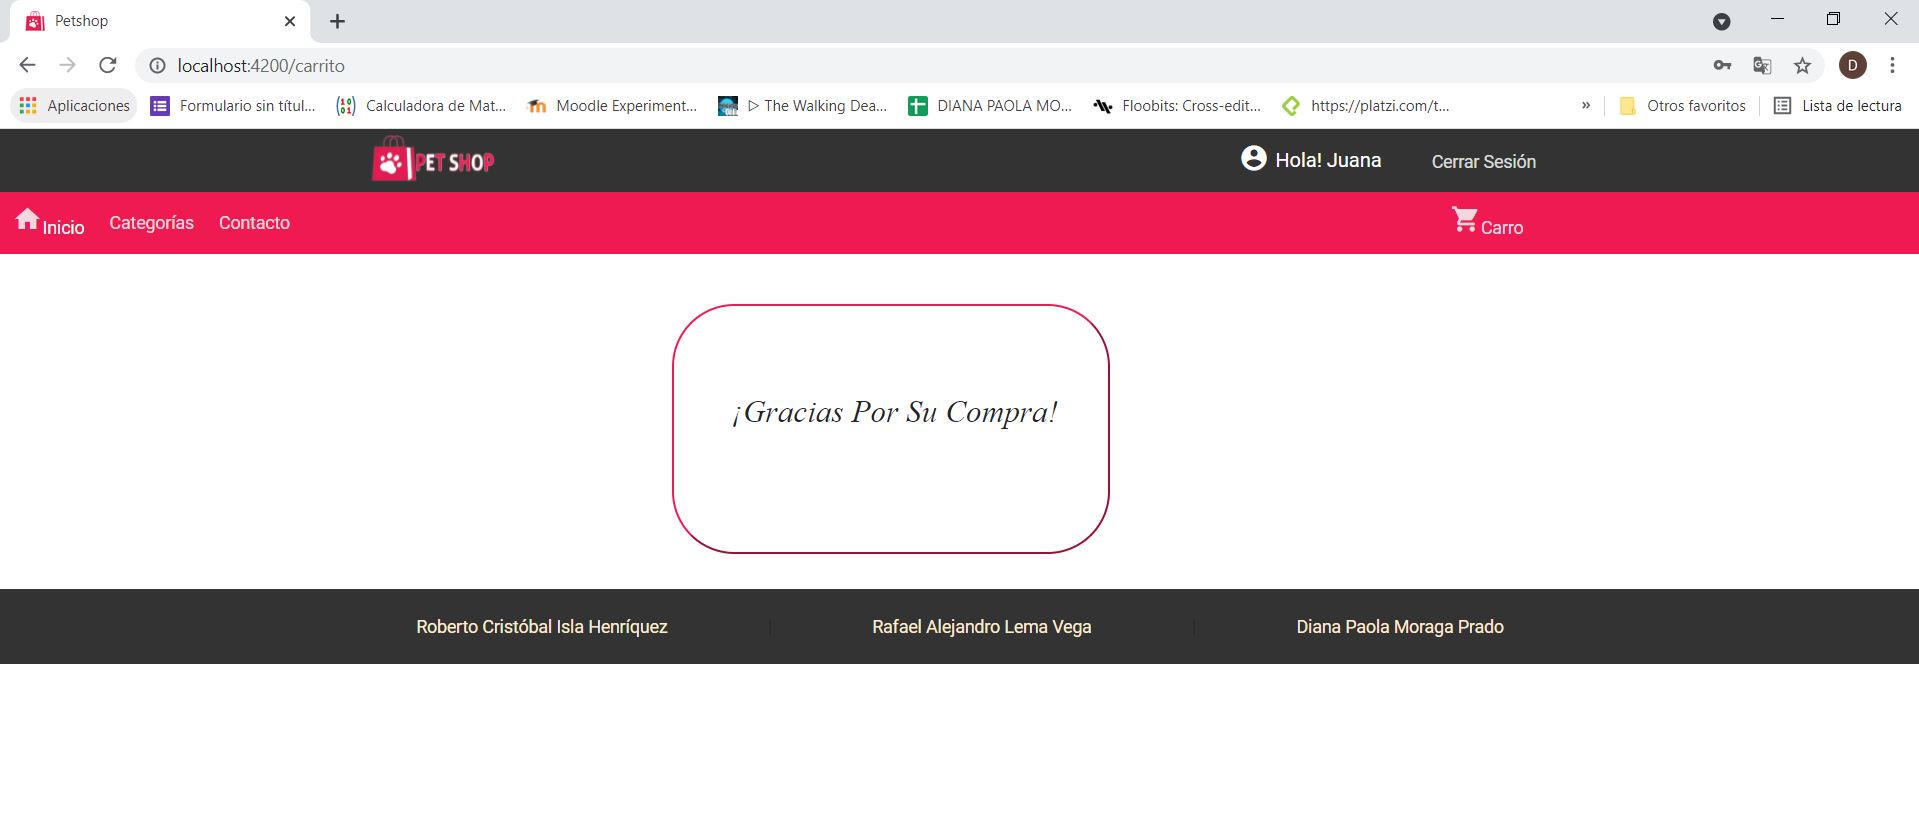 Petshop
localhost:4200/carrito
D
Aplicaciones Formulario sin títul... Calculadora de Mat... Moodle Experiment... ▷ The Walking Dea... DIANA PAOLA MO... Floobits: Cross-edit... https://platzi.com/t... » Otros favoritos Lista de lectura
PET SHOP Hola! Juana Cerrar Sesión
Inicio Categorías Contacto Carro
¡Gracias Por Su Compra!
Roberto Cristóbal Isla Henríquez | Rafael Alejandro Lema Vega | Diana Paola Moraga Prado